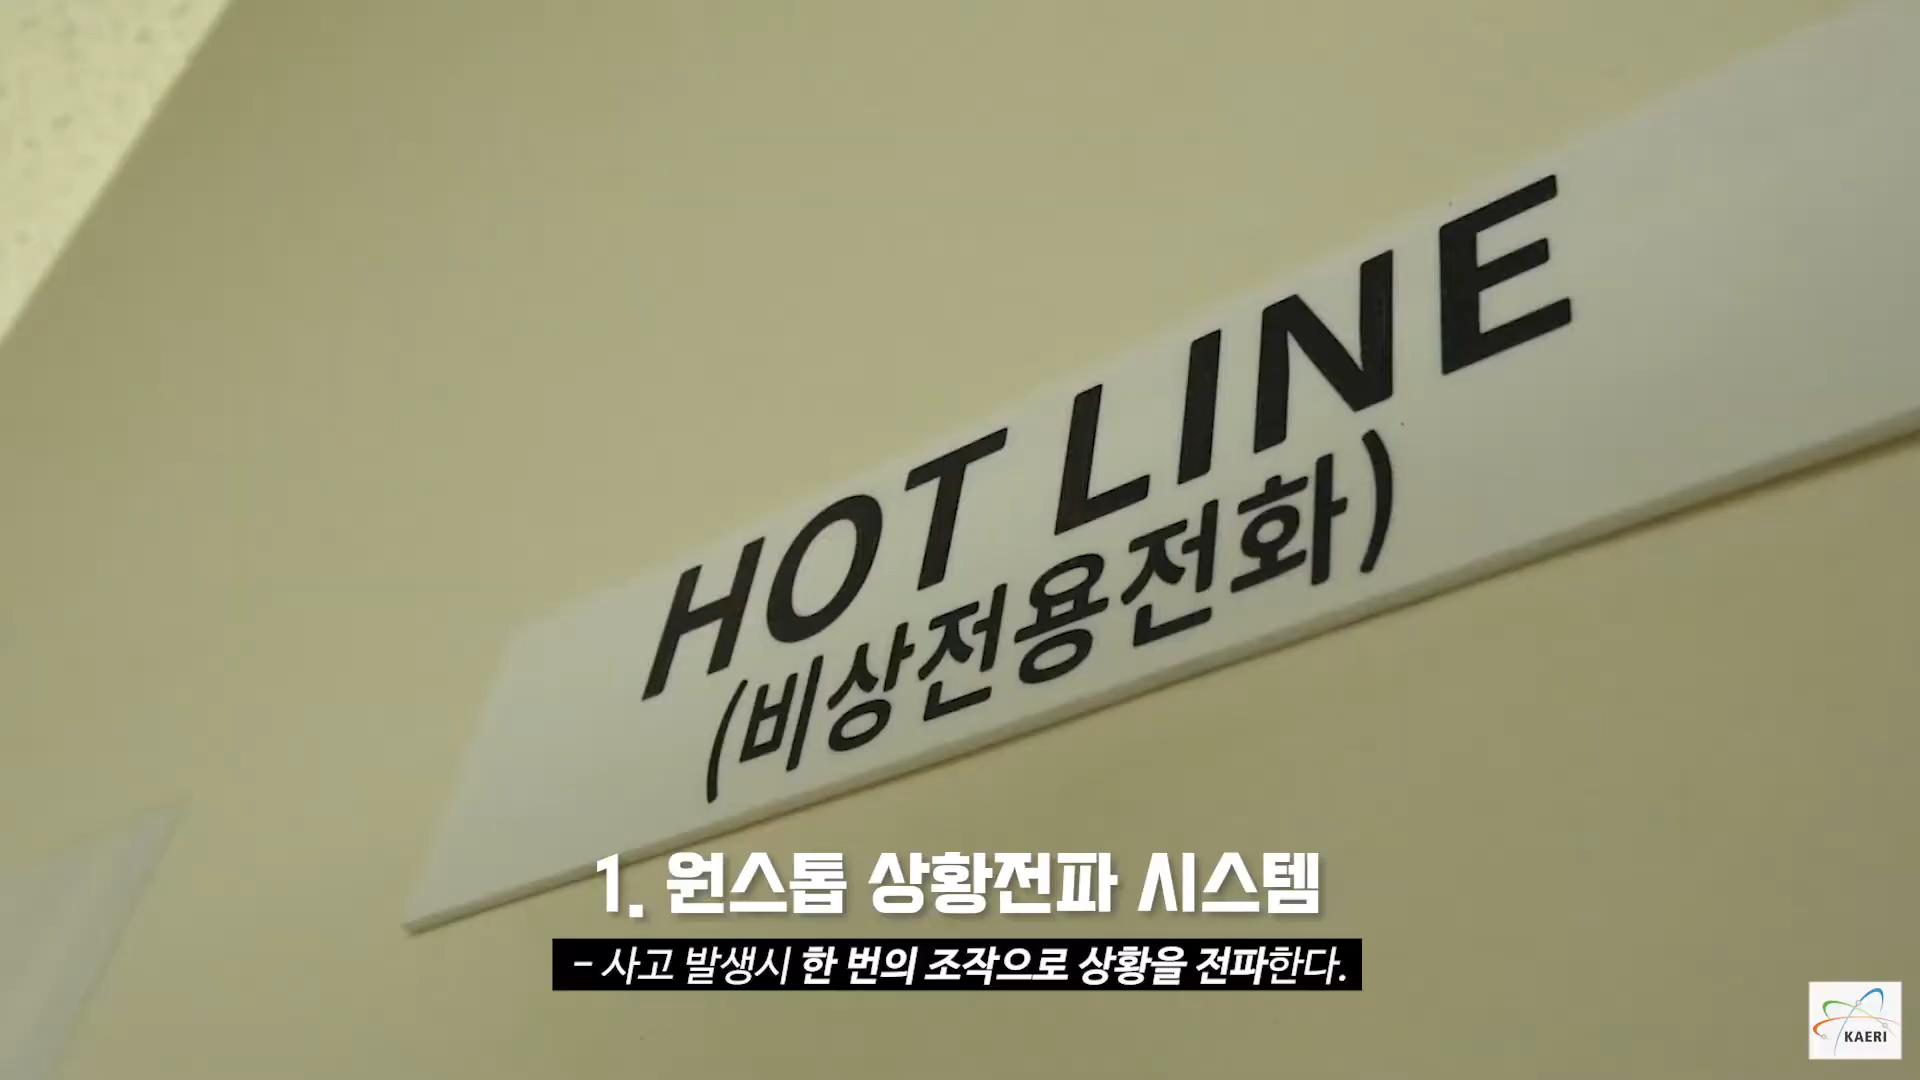 HOT LINE
(비상전용전화)
1. 원스톱 상황전파 시스템
- 사고 발생시 한 번의 조작으로 상황을 전파한다.
KAERI